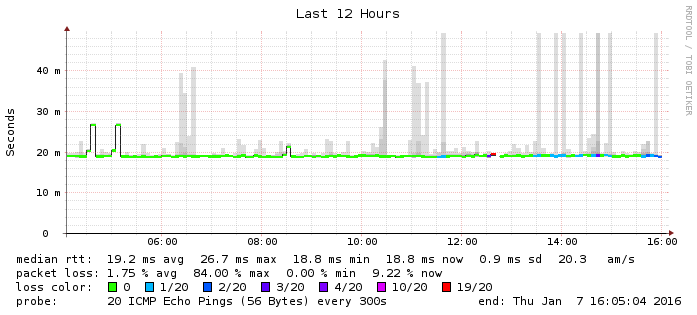 Last 12 Hours
RRDTOOL / TOBI OETIKER
Seconds
40 m
30 m
20 m
10 m
0
06:00 08:00 10:00 12:00 14:00 16:00
median rtt: 19.2 ms avg 26.7 ms max 18.8 ms min 18.8 ms now 0.9 ms sd 20.3 am/s
packet loss: 1.75 % avg 84.00 % max 0.00 % min 9.22 % now
loss color: 0 1/20 2/20 3/20 4/20 10/20 19/20
probe: 20 ICMP Echo Pings (56 Bytes) every 300s end: Thu Jan 7 16:05:04 2016